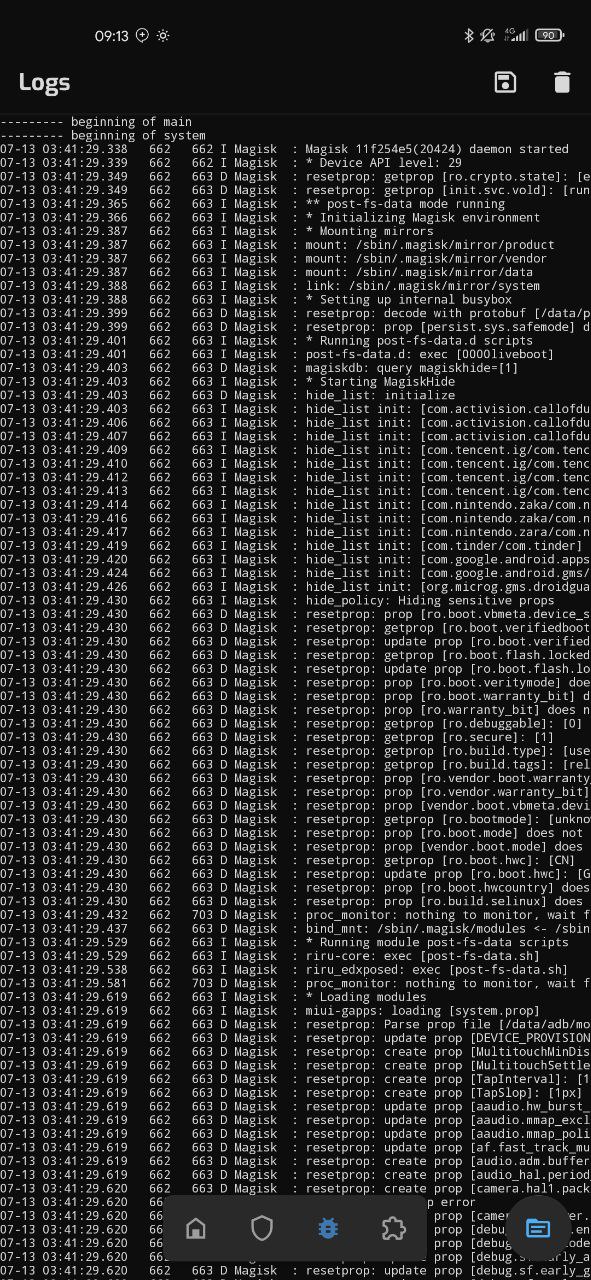 09:13
4G
90
Logs
--------- beginning of main
--------- beginning of system
07-13 03:41:29.338 662 662 I Magisk : Magisk 11f254e5(20424) daemon started
07-13 03:41:29.339 662 662 I Magisk : * Device API level: 29
07-13 03:41:29.349 662 663 D Magisk : resetprop: getprop [ro.crypto.state]: [e
07-13 03:41:29.349 662 663 D Magisk : resetprop: getprop [init.svc.vold]: [run
07-13 03:41:29.365 662 663 I Magisk : ** post-fs-data mode running
07-13 03:41:29.366 662 663 I Magisk : * Initializing Magisk environment
07-13 03:41:29.387 662 663 I Magisk : * Mounting mirrors
07-13 03:41:29.387 662 663 I Magisk : mount: /sbin/.magisk/mirror/product
07-13 03:41:29.387 662 663 I Magisk : mount: /sbin/.magisk/mirror/vendor
07-13 03:41:29.387 662 663 I Magisk : mount: /sbin/.magisk/mirror/data
07-13 03:41:29.388 662 663 I Magisk : link: /sbin/.magisk/mirror/system
07-13 03:41:29.388 662 663 I Magisk : * Setting up internal busybox
07-13 03:41:29.399 662 663 D Magisk : resetprop: decode with protobuf [/data/p
07-13 03:41:29.399 662 663 D Magisk : resetprop: prop [persist.sys.safemode] d
07-13 03:41:29.401 662 663 I Magisk : * Running post-fs-data.d scripts
07-13 03:41:29.401 662 663 I Magisk : post-fs-data.d: exec [0000liveboot]
07-13 03:41:29.403 662 663 D Magisk : magiskdb: query magiskhide=[1]
07-13 03:41:29.403 662 663 I Magisk : * Starting MagiskHide
07-13 03:41:29.403 662 663 D Magisk : hide_list: initialize
07-13 03:41:29.403 662 663 I Magisk : hide_list init: [com.activision.callofdu
07-13 03:41:29.406 662 663 I Magisk : hide_list init: [com.activision.callofdu
07-13 03:41:29.407 662 663 I Magisk : hide_list init: [com.activision.callofdu
07-13 03:41:29.409 662 663 I Magisk : hide_list init: [com.tencent.ig/com.tenc
07-13 03:41:29.410 662 663 I Magisk : hide_list init: [com.tencent.ig/com.tenc
07-13 03:41:29.412 662 663 I Magisk : hide_list init: [com.tencent.ig/com.tenc
07-13 03:41:29.413 662 663 I Magisk : hide_list init: [com.tencent.ig/com.tenc
07-13 03:41:29.414 662 663 I Magisk : hide_list init: [com.nintendo.zaka/com.n
07-13 03:41:29.416 662 663 I Magisk : hide_list init: [com.nintendo.zaka/com.n
07-13 03:41:29.417 662 663 I Magisk : hide_list init: [com.nintendo.zara/com.n
07-13 03:41:29.419 662 663 I Magisk : hide_list init: [com.tinder/com.tinder]
07-13 03:41:29.420 662 663 I Magisk : hide_list init: [com.google.android.apps
07-13 03:41:29.424 662 663 I Magisk : hide_list init: [com.google.android.gms/
07-13 03:41:29.426 662 663 I Magisk : hide_list init: [org.microg.gms.droidgua
07-13 03:41:29.430 662 663 I Magisk : hide_policy: Hiding sensitive props
07-13 03:41:29.430 662 663 D Magisk : resetprop: prop [ro.boot.vbmeta.device_s
07-13 03:41:29.430 662 663 D Magisk : resetprop: getprop [ro.boot.verifiedboot
07-13 03:41:29.430 662 663 D Magisk : resetprop: update prop [ro.boot.verified
07-13 03:41:29.430 662 663 D Magisk : resetprop: getprop [ro.boot.flash.locked
07-13 03:41:29.430 662 663 D Magisk : resetprop: update prop [ro.boot.flash.lo
07-13 03:41:29.430 662 663 D Magisk : resetprop: prop [ro.boot.veritymode] doe
07-13 03:41:29.430 662 663 D Magisk : resetprop: prop [ro.boot.warranty_bit] d
07-13 03:41:29.430 662 663 D Magisk : resetprop: prop [ro.warranty_bit] does n
07-13 03:41:29.430 662 663 D Magisk : resetprop: getprop [ro.debuggable]: [0]
07-13 03:41:29.430 662 663 D Magisk : resetprop: getprop [ro.secure]: [1]
07-13 03:41:29.430 662 663 D Magisk : resetprop: getprop [ro.build.type]: [use
07-13 03:41:29.430 662 663 D Magisk : resetprop: getprop [ro.build.tags]: [rel
07-13 03:41:29.430 662 663 D Magisk : resetprop: prop [ro.vendor.boot.warranty_
07-13 03:41:29.430 662 663 D Magisk : resetprop: prop [ro.vendor.warranty_bit]
07-13 03:41:29.430 662 663 D Magisk : resetprop: prop [vendor.boot.vbmeta.devi
07-13 03:41:29.430 662 663 D Magisk : resetprop: getprop [ro.bootmode]: [unkno
07-13 03:41:29.430 662 663 D Magisk : resetprop: prop [ro.boot.mode] does not
07-13 03:41:29.430 662 663 D Magisk : resetprop: prop [vendor.boot.mode] does
07-13 03:41:29.430 662 663 D Magisk : resetprop: getprop [ro.boot.hwc]: [CN]
07-13 03:41:29.430 662 663 D Magisk : resetprop: update prop [ro.boot.hwc]: [G
07-13 03:41:29.430 662 663 D Magisk : resetprop: prop [ro.boot.hwcountry] does
07-13 03:41:29.430 662 663 D Magisk : resetprop: prop [ro.build.selinux] does
07-13 03:41:29.432 662 703 D Magisk : proc_monitor: nothing to monitor, wait f
07-13 03:41:29.437 662 663 D Magisk : bind_mnt: /sbin/.magisk/modules <- /sbin
07-13 03:41:29.529 662 663 I Magisk : * Running module post-fs-data scripts
07-13 03:41:29.529 662 663 I Magisk : riru-core: exec [post-fs-data.sh]
07-13 03:41:29.538 662 663 I Magisk : riru_edxposed: exec [post-fs-data.sh]
07-13 03:41:29.581 662 703 D Magisk : proc_monitor: nothing to monitor, wait f
07-13 03:41:29.619 662 663 I Magisk : * Loading modules
07-13 03:41:29.619 662 663 I Magisk : miui-gapps: loading [system.prop]
07-13 03:41:29.619 662 663 D Magisk : resetprop: Parse prop file [/data/adb/mo
07-13 03:41:29.619 662 663 D Magisk : resetprop: update prop [DEVICE_PROVISION
07-13 03:41:29.619 662 663 D Magisk : resetprop: create prop [MultitouchMinDis
07-13 03:41:29.619 662 663 D Magisk : resetprop: create prop [MultitouchSettle
07-13 03:41:29.619 662 663 D Magisk : resetprop: create prop [TapInterval]: [1
07-13 03:41:29.619 662 663 D Magisk : resetprop: create prop [TapSlop]: [1px]
07-13 03:41:29.619 662 663 D Magisk : resetprop: update prop [aaudio.hw_burst_
07-13 03:41:29.619 662 663 D Magisk : resetprop: update prop [aaudio.mmap_excl
07-13 03:41:29.619 662 663 D Magisk : resetprop: update prop [aaudio.mmap_poli
07-13 03:41:29.619 662 663 D Magisk : resetprop: update prop [af.fast_track_mu
07-13 03:41:29.619 662 663 D Magisk : resetprop: create prop [audio.adm.buffer
07-13 03:41:29.619 662 663 D Magisk : resetprop: create prop [audio_hal.period_
07-13 03:41:29.620 662 663 D Magisk : resetprop: create prop [camera.hal1.pack
07-13 03:41:29.620 66 p error
07-13 03:41:29.620 66 prop [came
07-13 03:41:29.620 66 prop [debu
07-13 03:41:29.620 66 prop [debu
07-13 03:41:29.620 66 prop [debug
07-13 03:41:29.620 662 663 D Magisk : resetprop: update prop [debug.sf.early_g